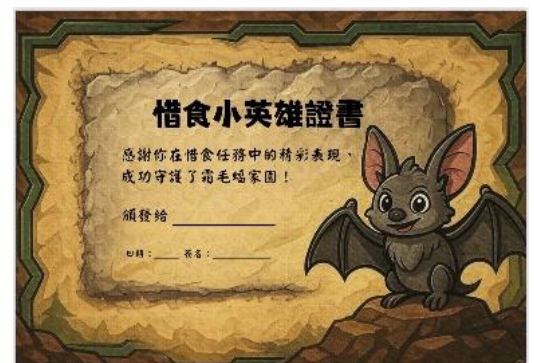 惜食小英雄證書
感謝你在惜食任務中的精彩表現，
成功守護了霜毛蝠家園！
頒發給
日期：____ 簽名：________